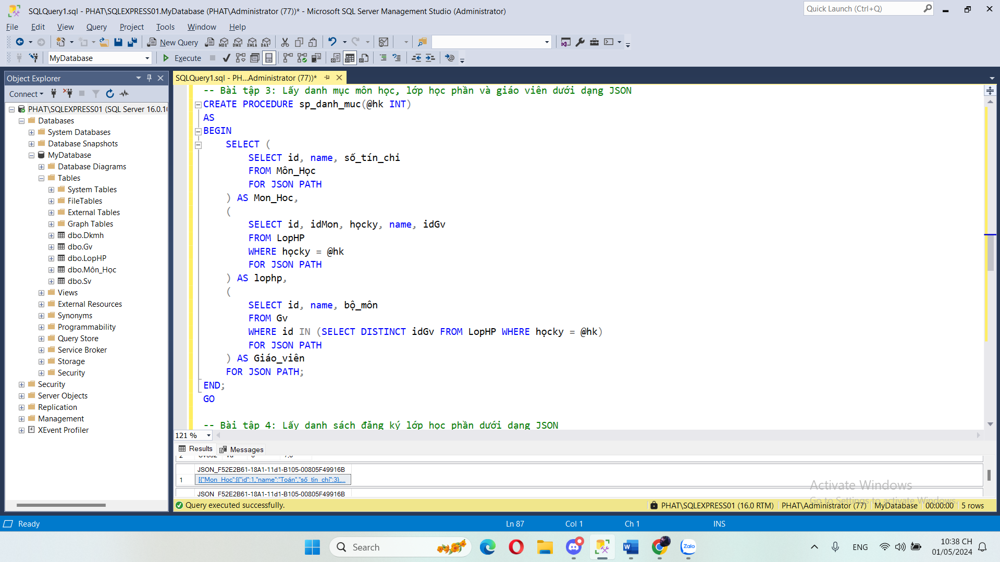 SQLQuery1.sql - PHAT\SQLEXPRESS01.MyDatabase (PHAT\Administrator (77))* - Microsoft SQL Server Management Studio (Administrator)
Quick Launch (Ctrl+Q)
File Edit View Query Project Tools Window Help
New Query
MDX DMX XMLA DAX
MyDatabase
Execute
Object Explorer
SQLQuery1.sql - PH...Administrator (77))*
Connect
PHAT\SQLEXPRESS01 (SQL Server 16.0.10
Databases
System Databases
Database Snapshots
MyDatabase
Database Diagrams
Tables
System Tables
FileTables
External Tables
Graph Tables
dbo.Dkmh
dbo.Gv
dbo.LopHP
dbo.Môn_Học
dbo.Sv
Views
External Resources
Synonyms
Programmability
Query Store
Service Broker
Storage
Security
Security
Server Objects
Replication
Management
XEvent Profiler
-- Bài tập 3: Lấy danh mục môn học, lớp học phần và giáo viên dưới dạng JSON
CREATE PROCEDURE sp_danh_muc(@hk INT)
AS
BEGIN
SELECT (
SELECT id, name, số_tín_chỉ
FROM Môn_Học
FOR JSON PATH
) AS Mon_Hoc,
(
SELECT id, idMon, họcky, name, idGv
FROM LopHP
WHERE họcky = @hk
FOR JSON PATH
) AS lophp,
(
SELECT id, name, bộ_môn
FROM Gv
WHERE id IN (SELECT DISTINCT idGv FROM LopHP WHERE họcky = @hk)
FOR JSON PATH
) AS Giáo_viên
FOR JSON PATH;
END;
GO
-- Bài tập 4: Lấy danh sách đăng ký lớp học phần dưới dạng JSON
121 %
Results Messages
JSON_F52E2B61-18A1-11d1-B105-00805F49916B
1 [{"Mon_Hoc":[{"id":1,"name":"Toán","số_tín_chỉ":3},...
JSON_F52E2B61-18A1-11d1-B105-00805F49916B
Activate Windows
Go to Settings to activate Windows.
Query executed successfully.
PHAT\SQLEXPRESS01 (16.0 RTM) PHAT\Administrator (77) MyDatabase 00:00:00 5 rows
Ready Ln 87 Col 1 Ch 1 INS
Search
Zalo
ENG
10:38 CH
01/05/2024